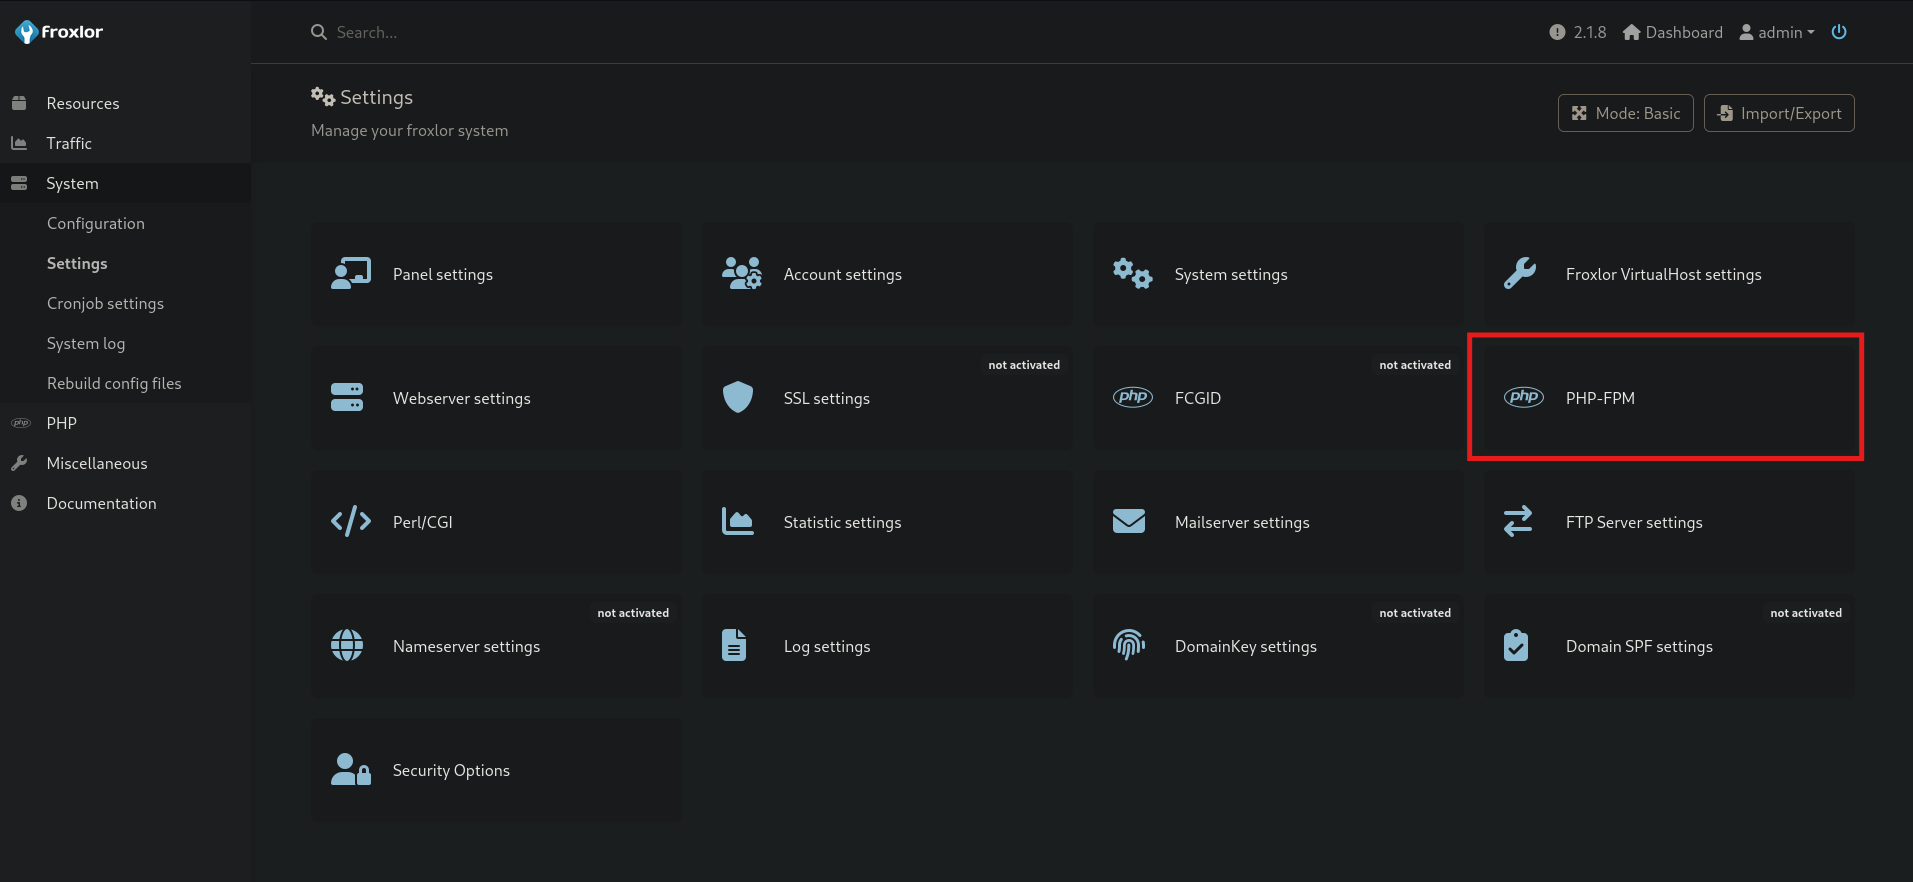 froxlor
Search...
2.1.8
Dashboard
admin
Resources
Traffic
System
Configuration
Settings
Cronjob settings
System log
Rebuild config files
php
PHP
Miscellaneous
Documentation
Settings
Manage your froxlor system
Mode: Basic
Import/Export
Panel settings
Account settings
System settings
Froxlor VirtualHost settings
Webserver settings
not activated
SSL settings
not activated
php
FCGID
php
PHP-FPM
Perl/CGI
Statistic settings
Mailserver settings
FTP Server settings
not activated
Nameserver settings
Log settings
not activated
DomainKey settings
not activated
Domain SPF settings
Security Options